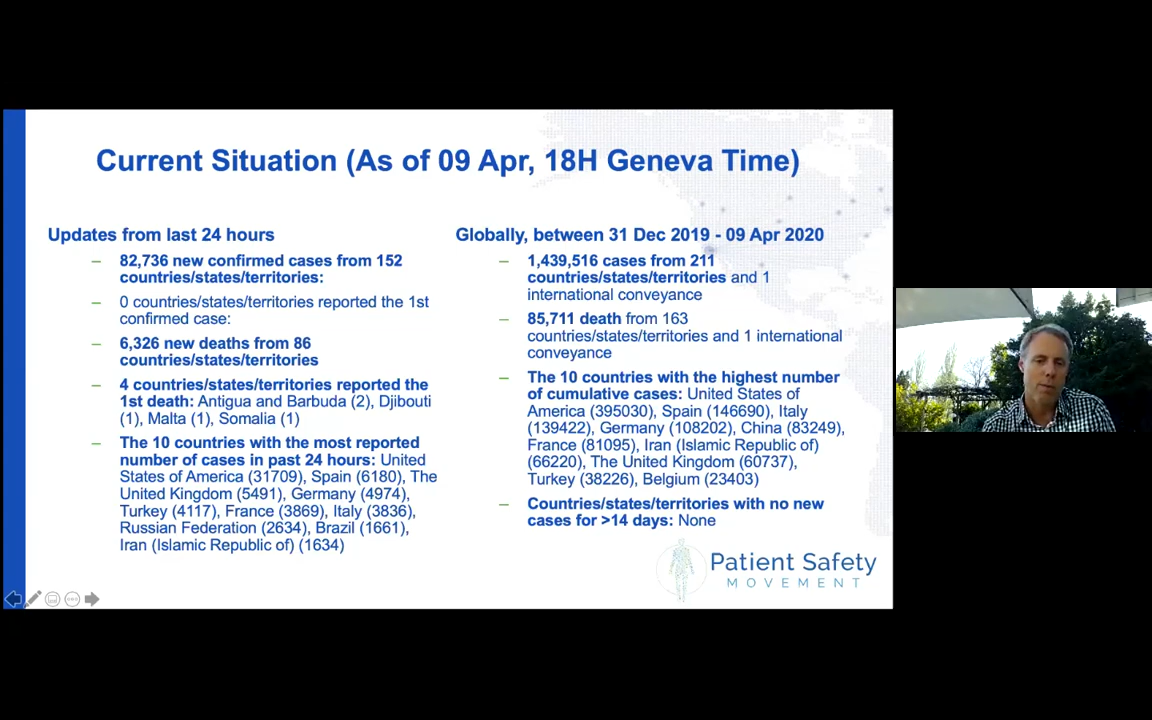 Current Situation (As of 09 Apr, 18H Geneva Time)
Updates from last 24 hours
– 82,736 new confirmed cases from 152
countries/states/territories:
– 0 countries/states/territories reported the 1st
confirmed case:
– 6,326 new deaths from 86
countries/states/territories
– 4 countries/states/territories reported the
1st death: Antigua and Barbuda (2), Djibouti
(1), Malta (1), Somalia (1)
– The 10 countries with the most reported
number of cases in past 24 hours: United
States of America (31709), Spain (6180), The
United Kingdom (5491), Germany (4974),
Turkey (4117), France (3869), Italy (3836),
Russian Federation (2634), Brazil (1661),
Iran (Islamic Republic of) (1634)
Globally, between 31 Dec 2019 - 09 Apr 2020
– 1,439,516 cases from 211
countries/states/territories and 1
international conveyance
– 85,711 death from 163
countries/states/territories and 1 international
conveyance
– The 10 countries with the highest number
of cumulative cases: United States of
America (395030), Spain (146690), Italy
(139422), Germany (108202), China (83249),
France (81095), Iran (Islamic Republic of)
(66220), The United Kingdom (60737),
Turkey (38226), Belgium (23403)
– Countries/states/territories with no new
cases for >14 days: None
Patient Safety
MOVEMENT